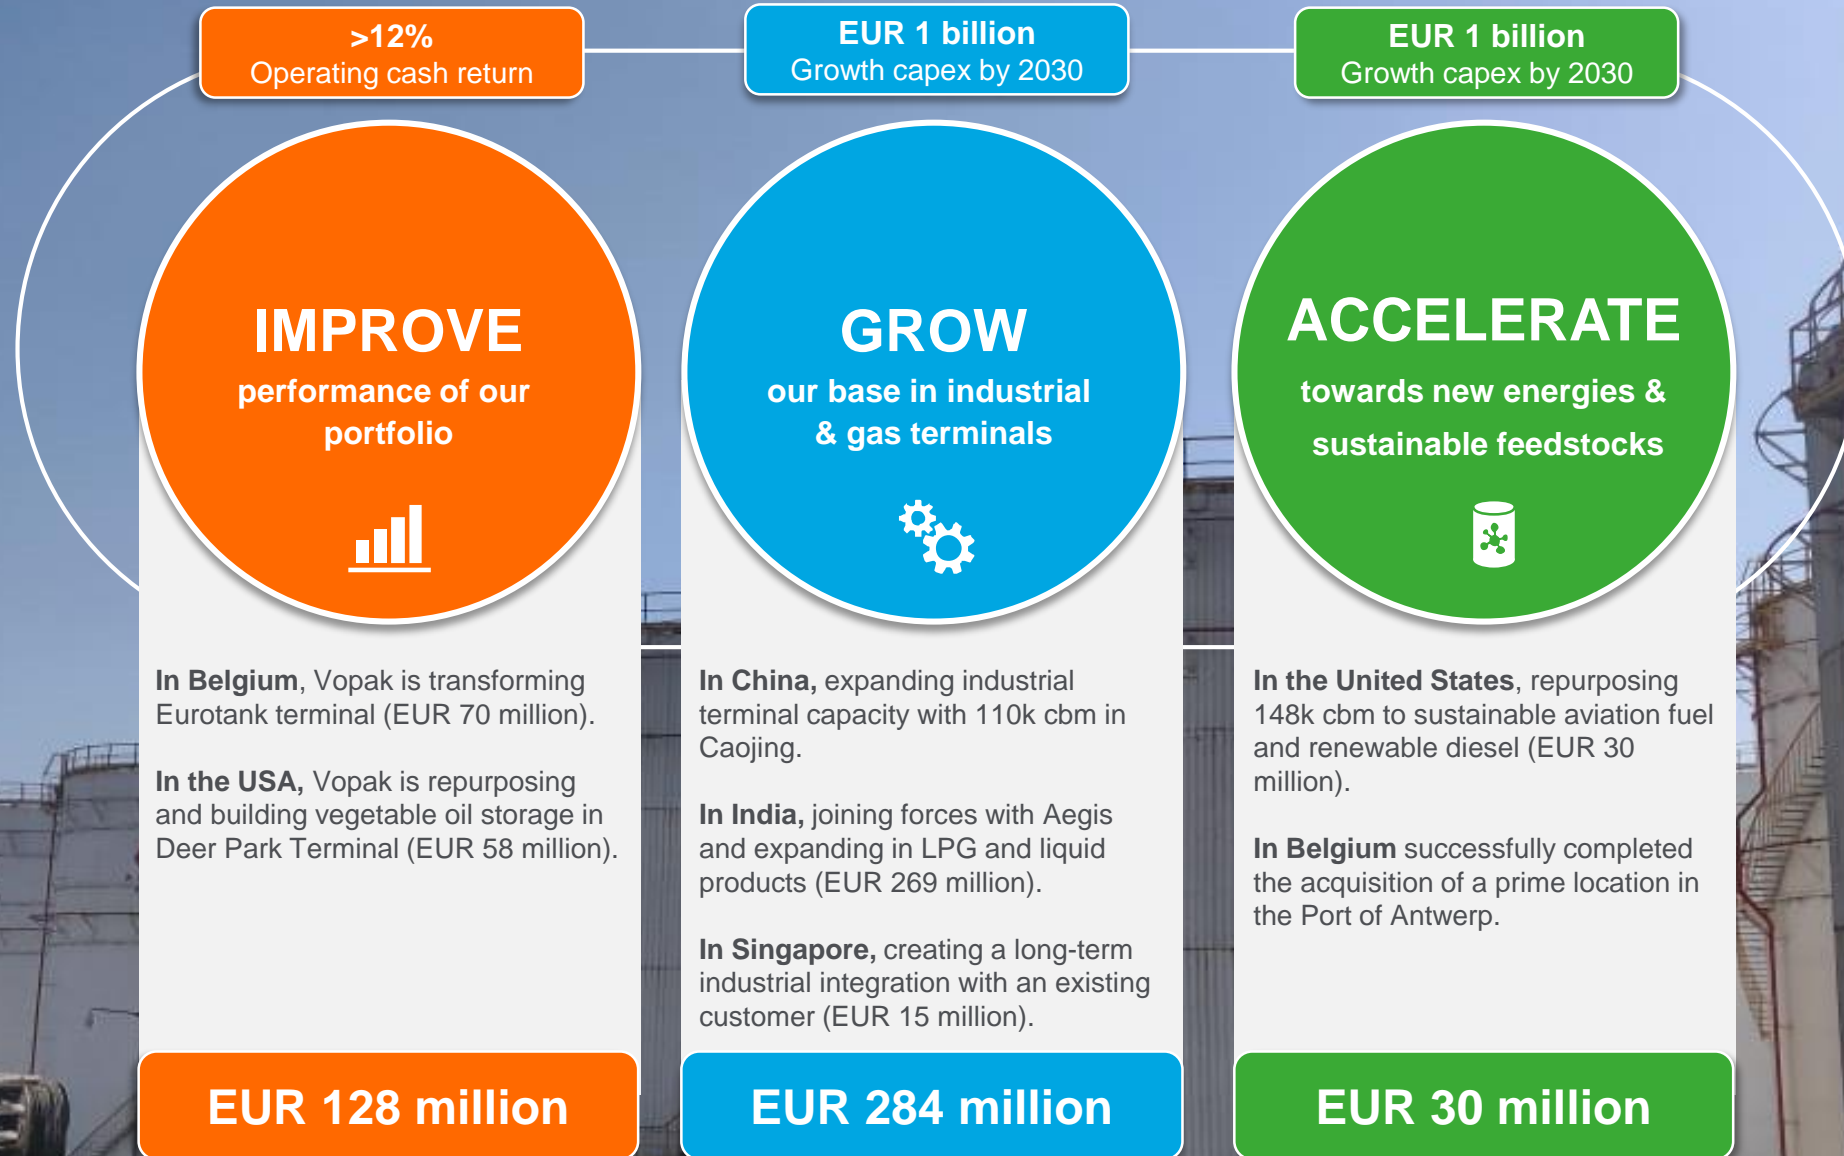 >12%
Operating cash return
EUR 1 billion
Growth capex by 2030
EUR 1 billion
Growth capex by 2030
IMPROVE
performance of our
portfolio
GROW
our base in industrial
& gas terminals
ACCELERATE
towards new energies &
sustainable feedstocks
In Belgium, Vopak is transforming
Eurotank terminal (EUR 70 million).
In the USA, Vopak is repurposing
and building vegetable oil storage in
Deer Park Terminal (EUR 58 million).
In China, expanding industrial
terminal capacity with 110k cbm in
Caojing.
In India, joining forces with Aegis
and expanding in LPG and liquid
products (EUR 269 million).
In Singapore, creating a long-term
industrial integration with an existing
customer (EUR 15 million).
In the United States, repurposing
148k cbm to sustainable aviation fuel
and renewable diesel (EUR 30
million).
In Belgium successfully completed
the acquisition of a prime location in
the Port of Antwerp.
EUR 128 million
EUR 284 million
EUR 30 million